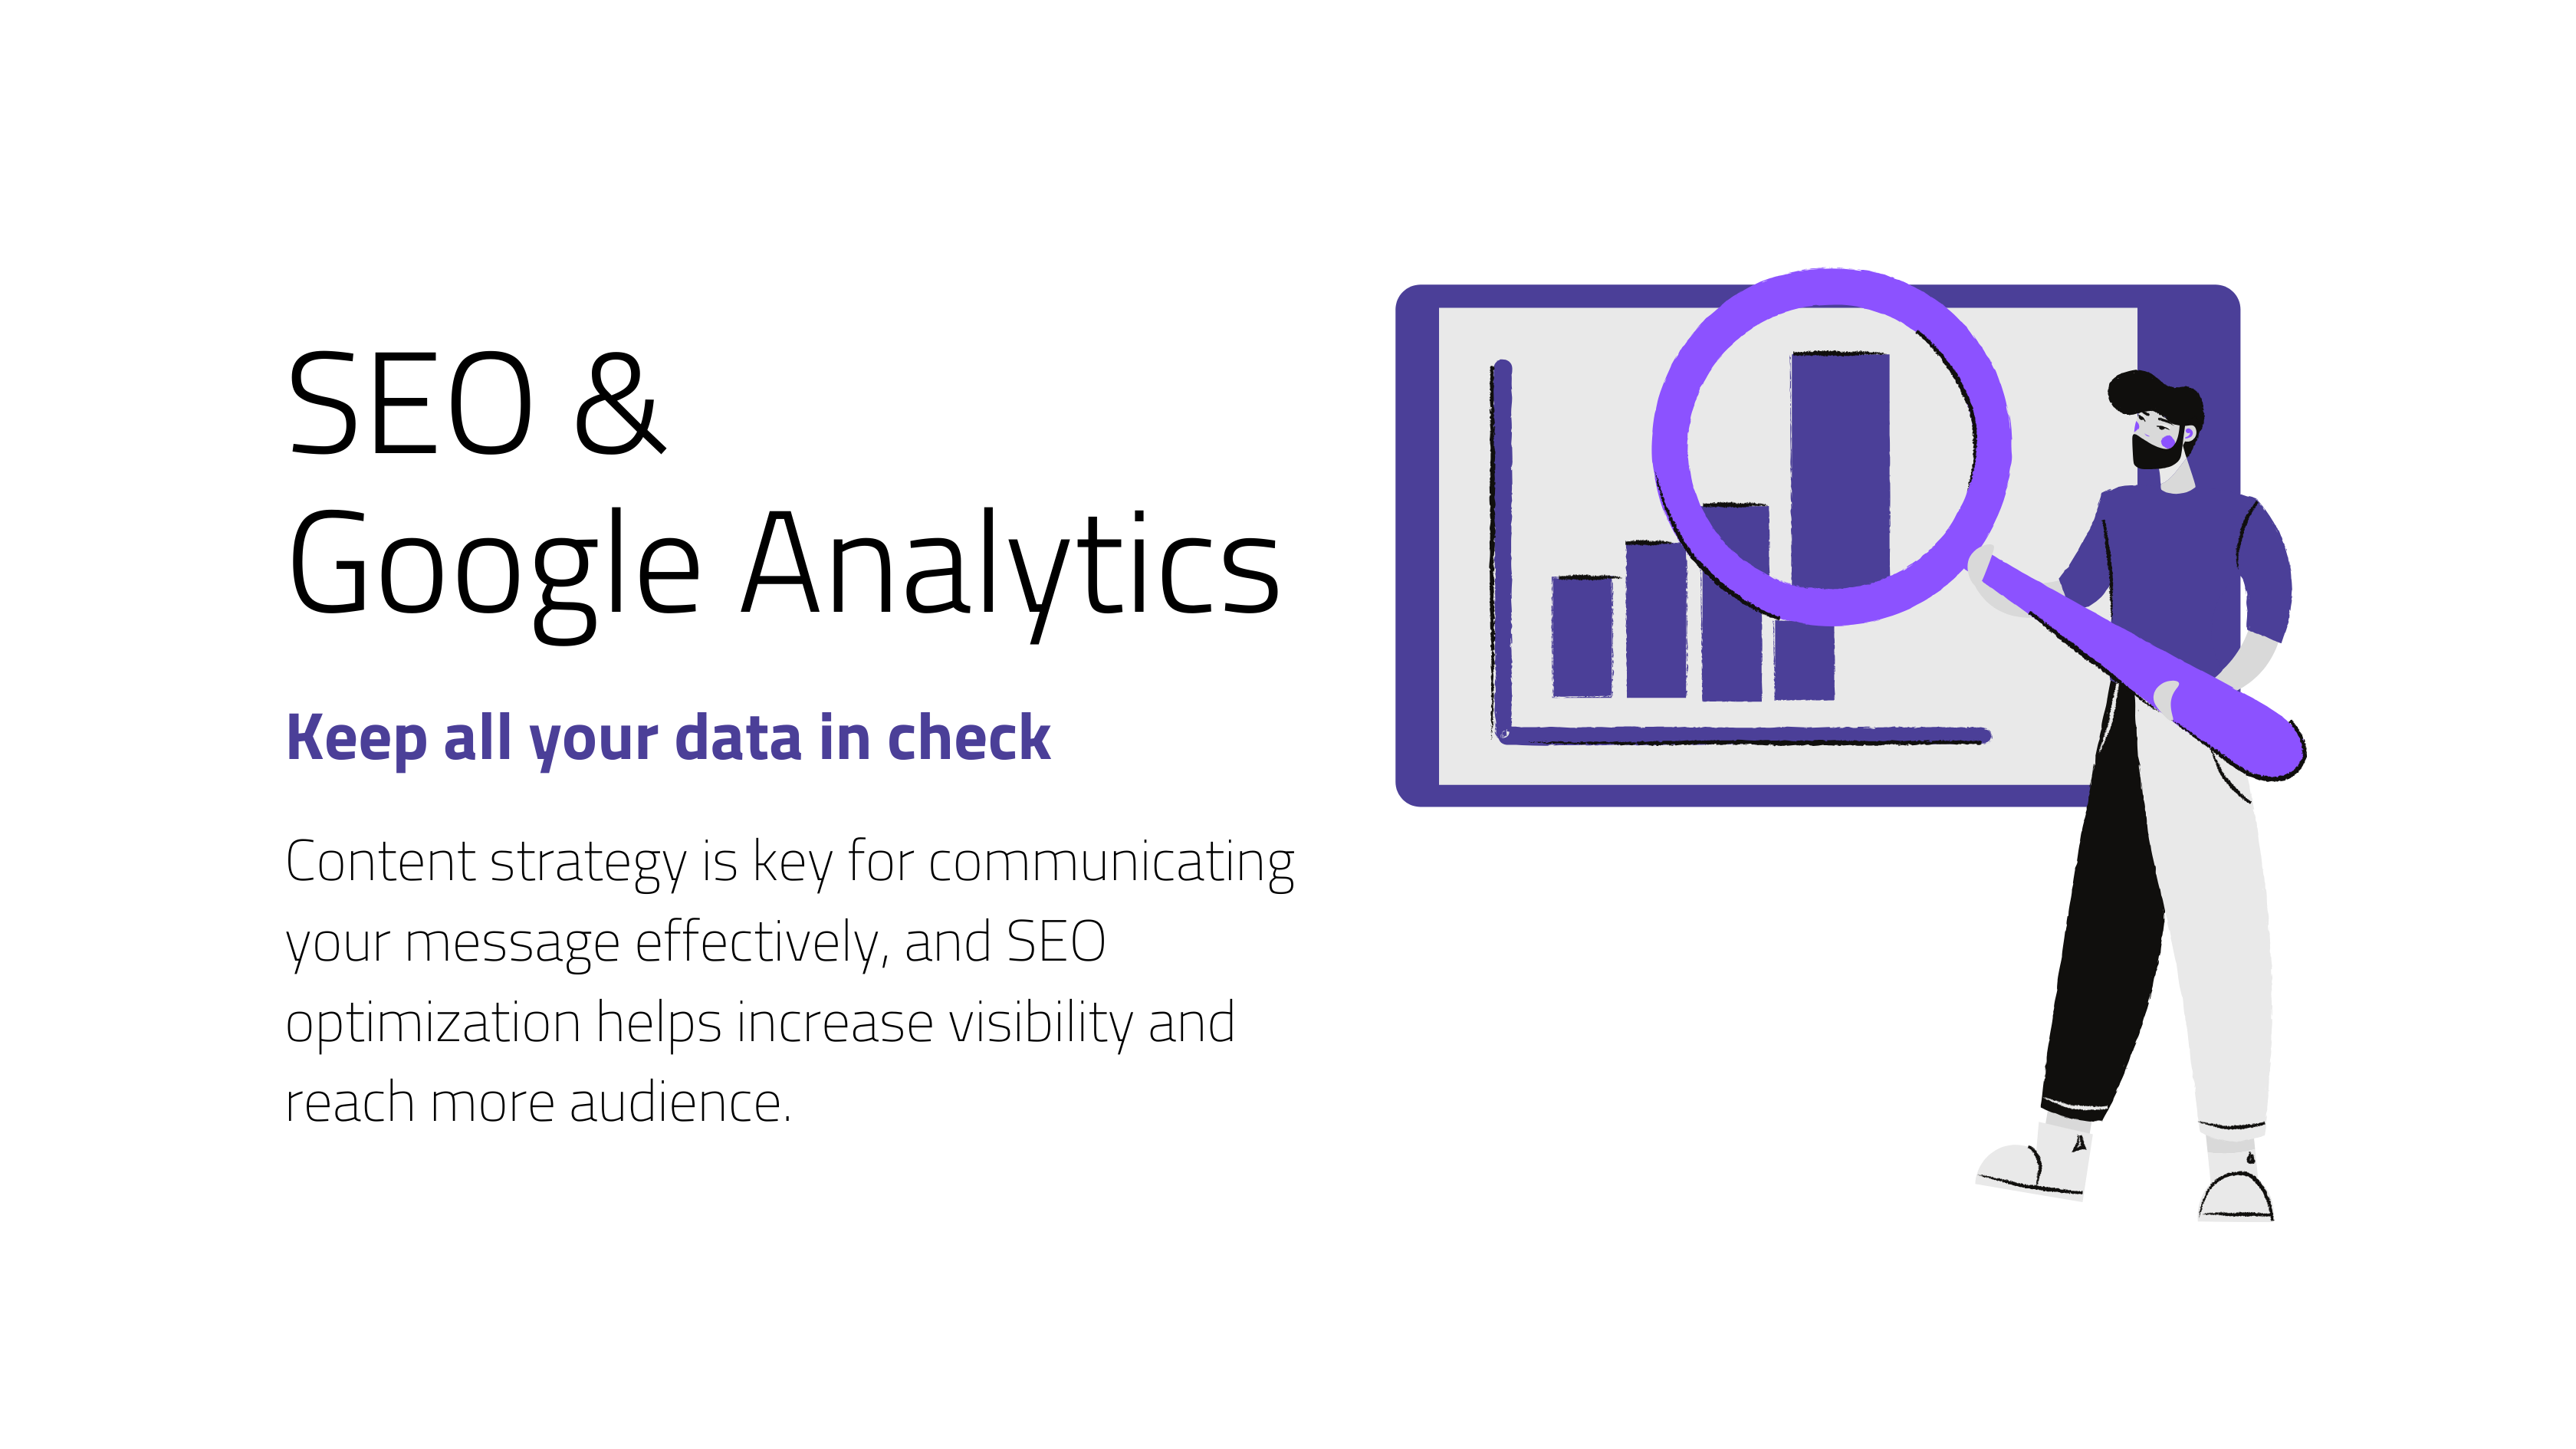 SEO &
Google Analytics
Keep all your data in check
Content strategy is key for communicating
your message effectively, and SEO
optimization helps increase visibility and
reach more audience.